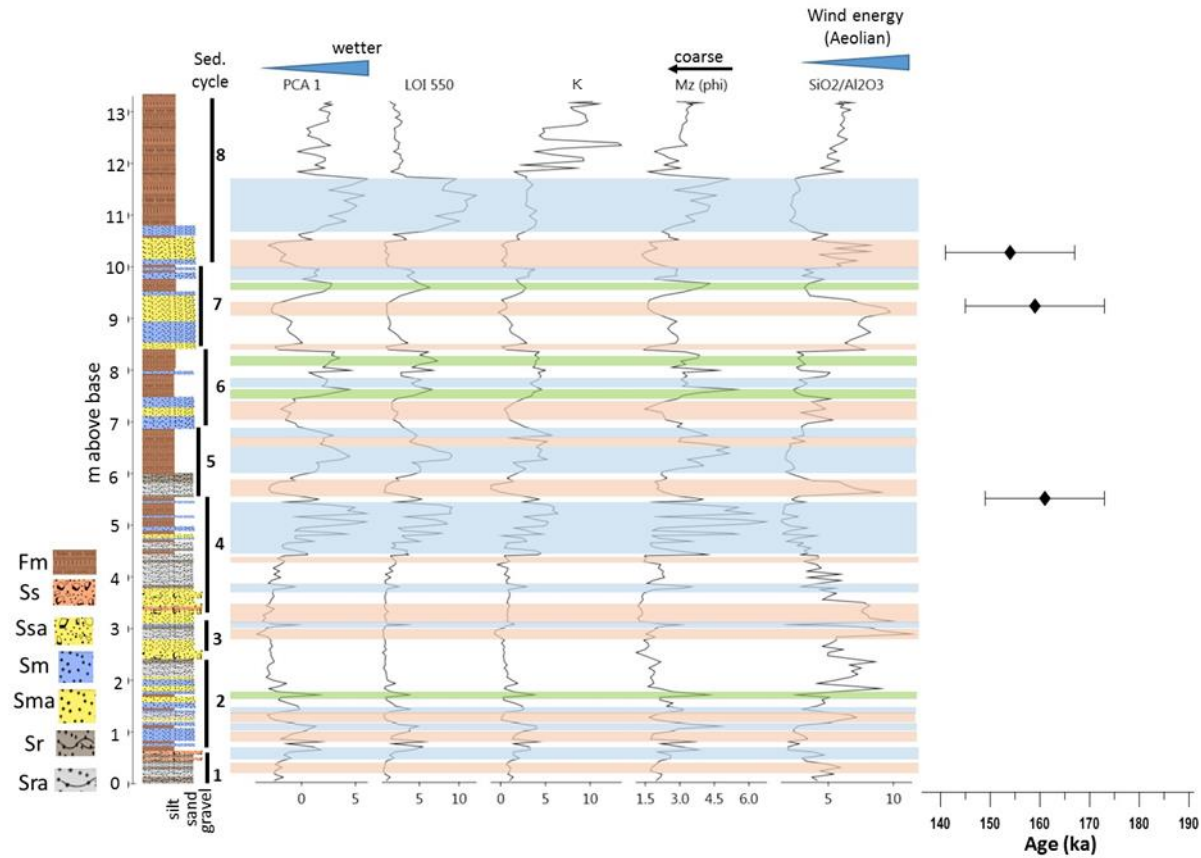 Wind energy
(Aeolian)
Sed.
cycle
wetter
coarse
PCA 1
LOI 550
K
Mz (phi)
SiO2/Al2O3
13
12
11
10
9
8
7
6
5
4
3
2
1
0
m above base
8
7
6
5
4
3
2
1
Fm
Ss
Ssa
Sm
Sma
Sr
Sra
silt
sand
gravel
0 5
5 10
0 10
1.5 3.0 4.5 6.0
5 10
140 150 160 170 180 190
Age (ka)